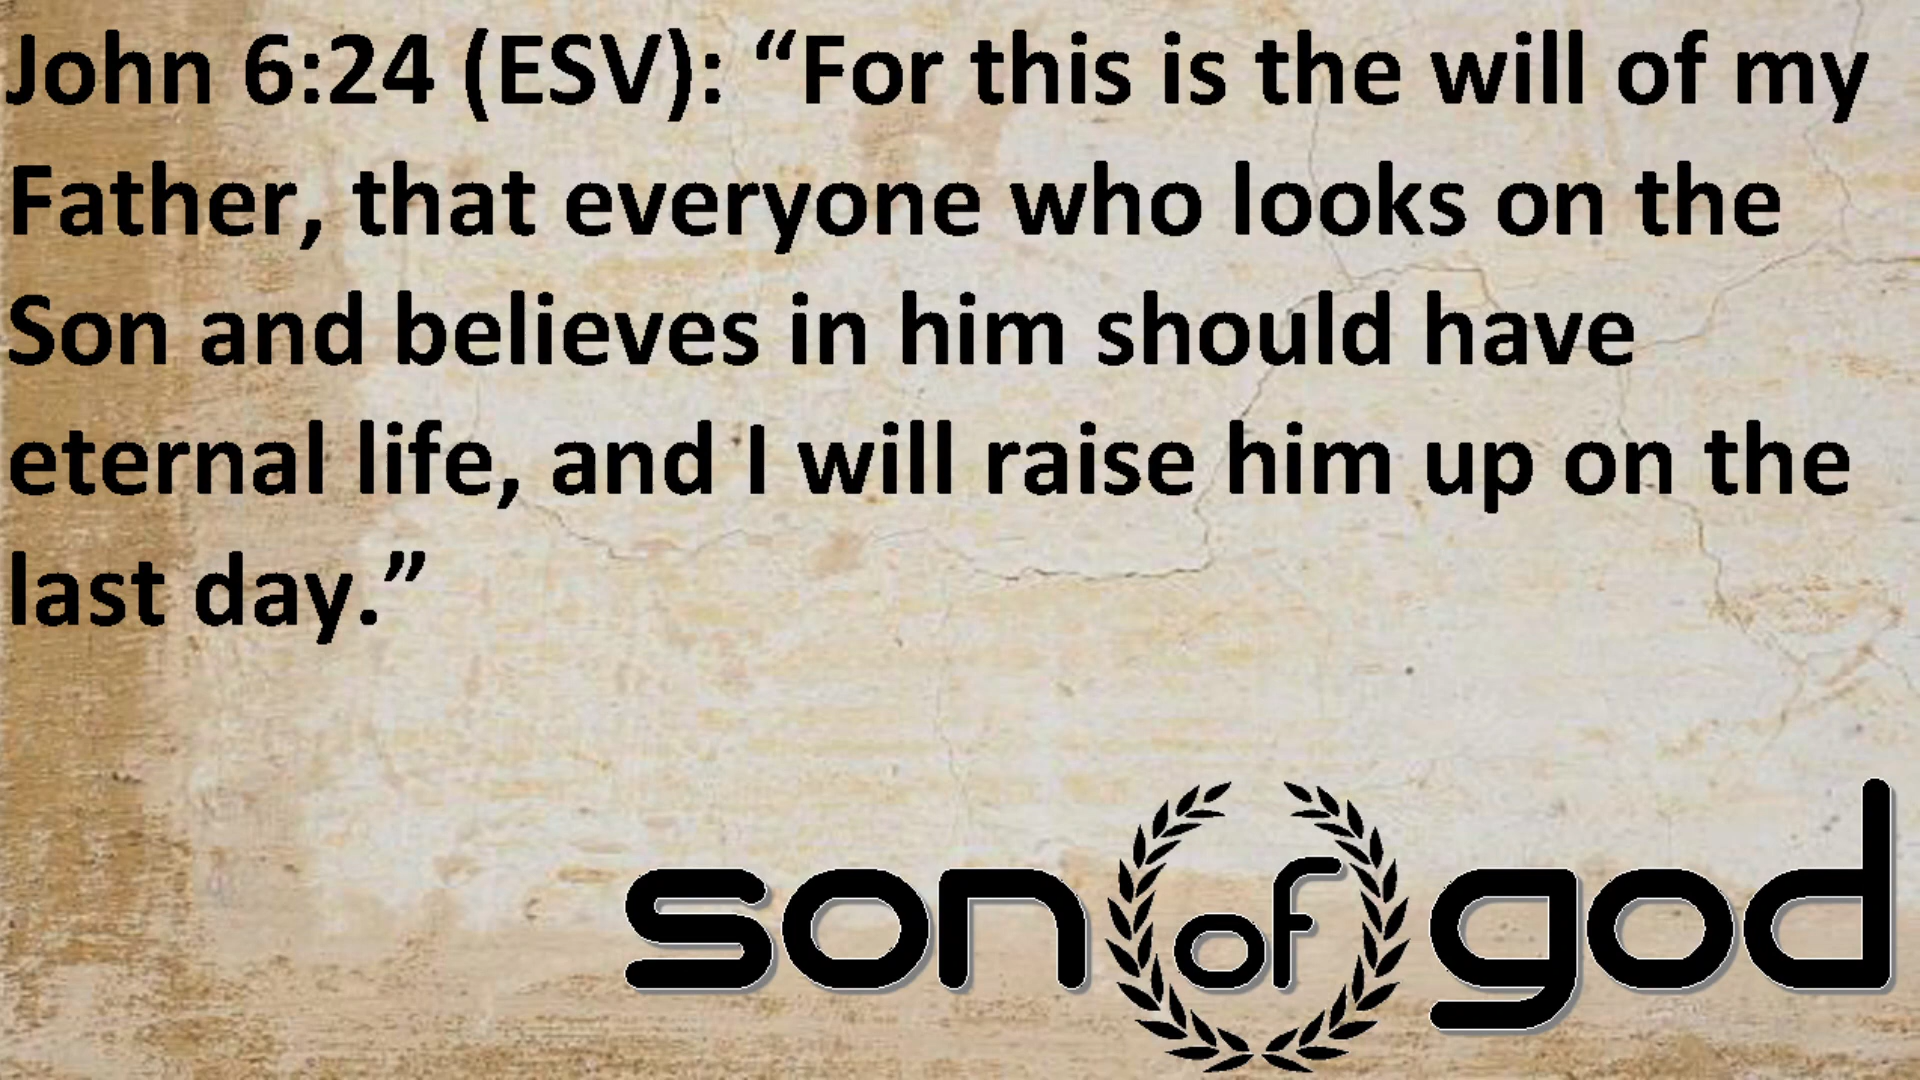 John 6:24 (ESV): “For this is the will of my
Father, that everyone who looks on the
Son and believes in him should have
eternal life, and I will raise him up on the
last day.”
son of god